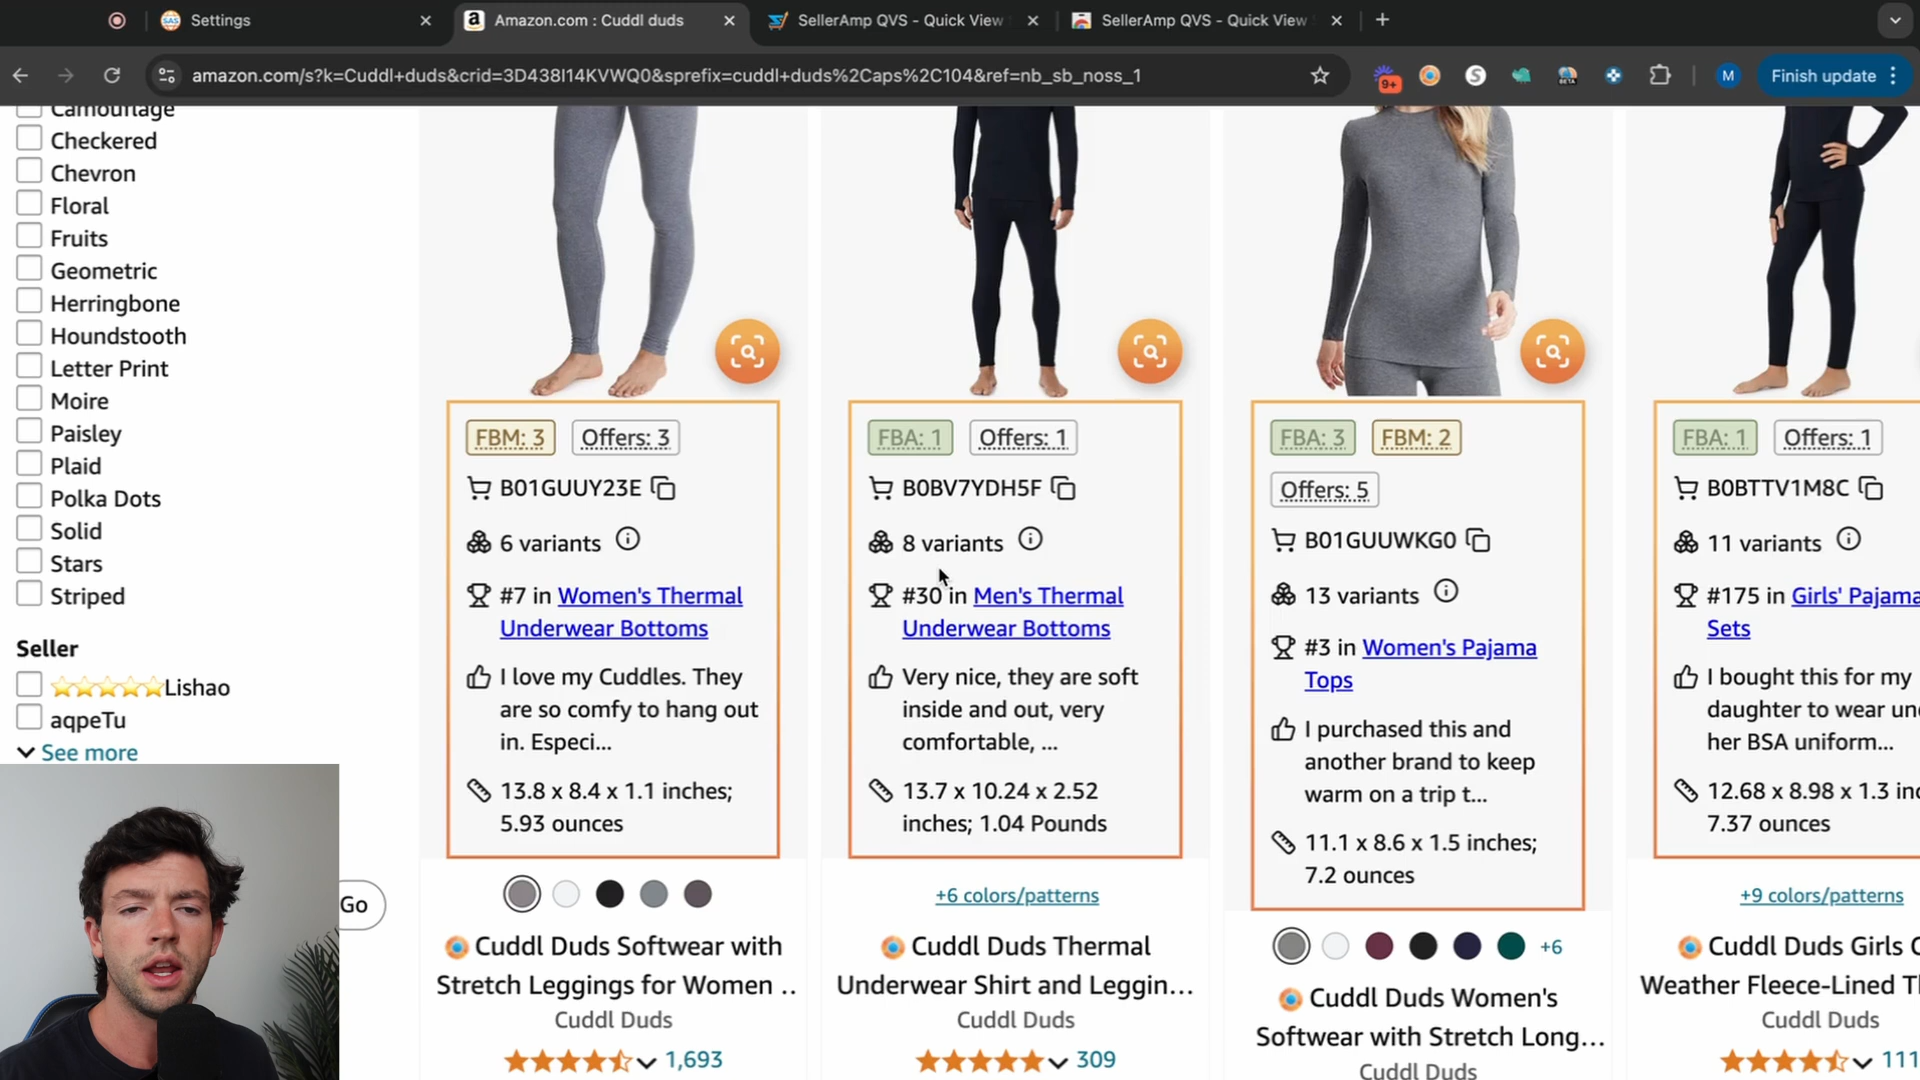 Settings
Amazon.com : Cuddl duds
SellerAmp QVS - Quick View
SellerAmp QVS - Quick View
amazon.com/s?k=Cuddl+duds&crid=3D438I14KVWQ0&sprefix=cuddl+duds%2Caps%2C104&ref=nb_sb_noss_1
9+
BETA
M
Finish update
Camouflage
Checkered
Chevron
Floral
Fruits
Geometric
Herringbone
Houndstooth
Letter Print
Moire
Paisley
Plaid
Polka Dots
Solid
Stars
Striped
Seller
Lishao
aqpeTu
See more
Go
FBM: 3 Offers: 3
B01GUUY23E
6 variants
#7 in Women's Thermal
Underwear Bottoms
I love my Cuddles. They
are so comfy to hang out
in. Especi...
13.8 x 8.4 x 1.1 inches;
5.93 ounces
Cuddl Duds Softwear with
Stretch Leggings for Women ..
Cuddl Duds
1,693
FBA: 1 Offers: 1
B0BV7YDH5F
8 variants
#30 in Men's Thermal
Underwear Bottoms
Very nice, they are soft
inside and out, very
comfortable, ...
13.7 x 10.24 x 2.52
inches; 1.04 Pounds
+6 colors/patterns
Cuddl Duds Thermal
Underwear Shirt and Leggin...
Cuddl Duds
309
FBA: 3 FBM: 2
Offers: 5
B01GUUWKG0
13 variants
#3 in Women's Pajama
Tops
I purchased this and
another brand to keep
warm on a trip t...
11.1 x 8.6 x 1.5 inches;
7.2 ounces
+6
Cuddl Duds Women's
Softwear with Stretch Long...
Cuddl Duds
FBA: 1 Offers: 1
B0BTTV1M8C
11 variants
#175 in Girls' Pajama
Sets
I bought this for my
daughter to wear un
her BSA uniform...
12.68 x 8.98 x 1.3 inc
7.37 ounces
+9 colors/patterns
Cuddl Duds Girls C
Weather Fleece-Lined T
Cuddl Duds
111